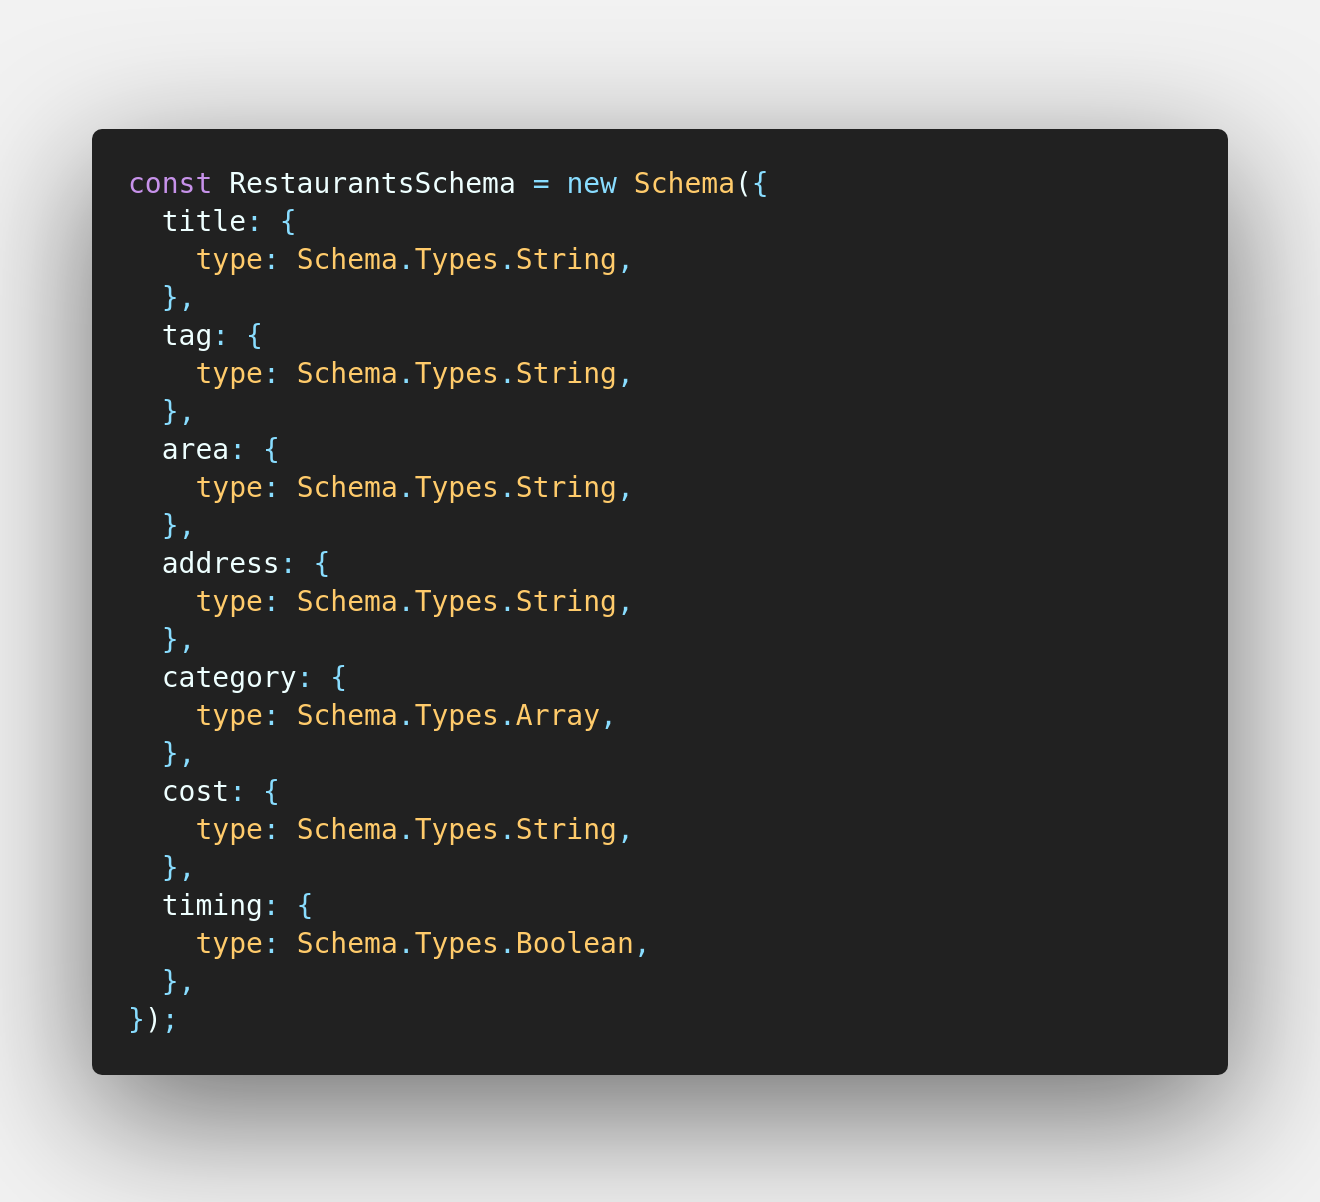 const RestaurantsSchema = new Schema({
  title: {
    type: Schema.Types.String,
  },
  tag: {
    type: Schema.Types.String,
  },
  area: {
    type: Schema.Types.String,
  },
  address: {
    type: Schema.Types.String,
  },
  category: {
    type: Schema.Types.Array,
  },
  cost: {
    type: Schema.Types.String,
  },
  timing: {
    type: Schema.Types.Boolean,
  },
});